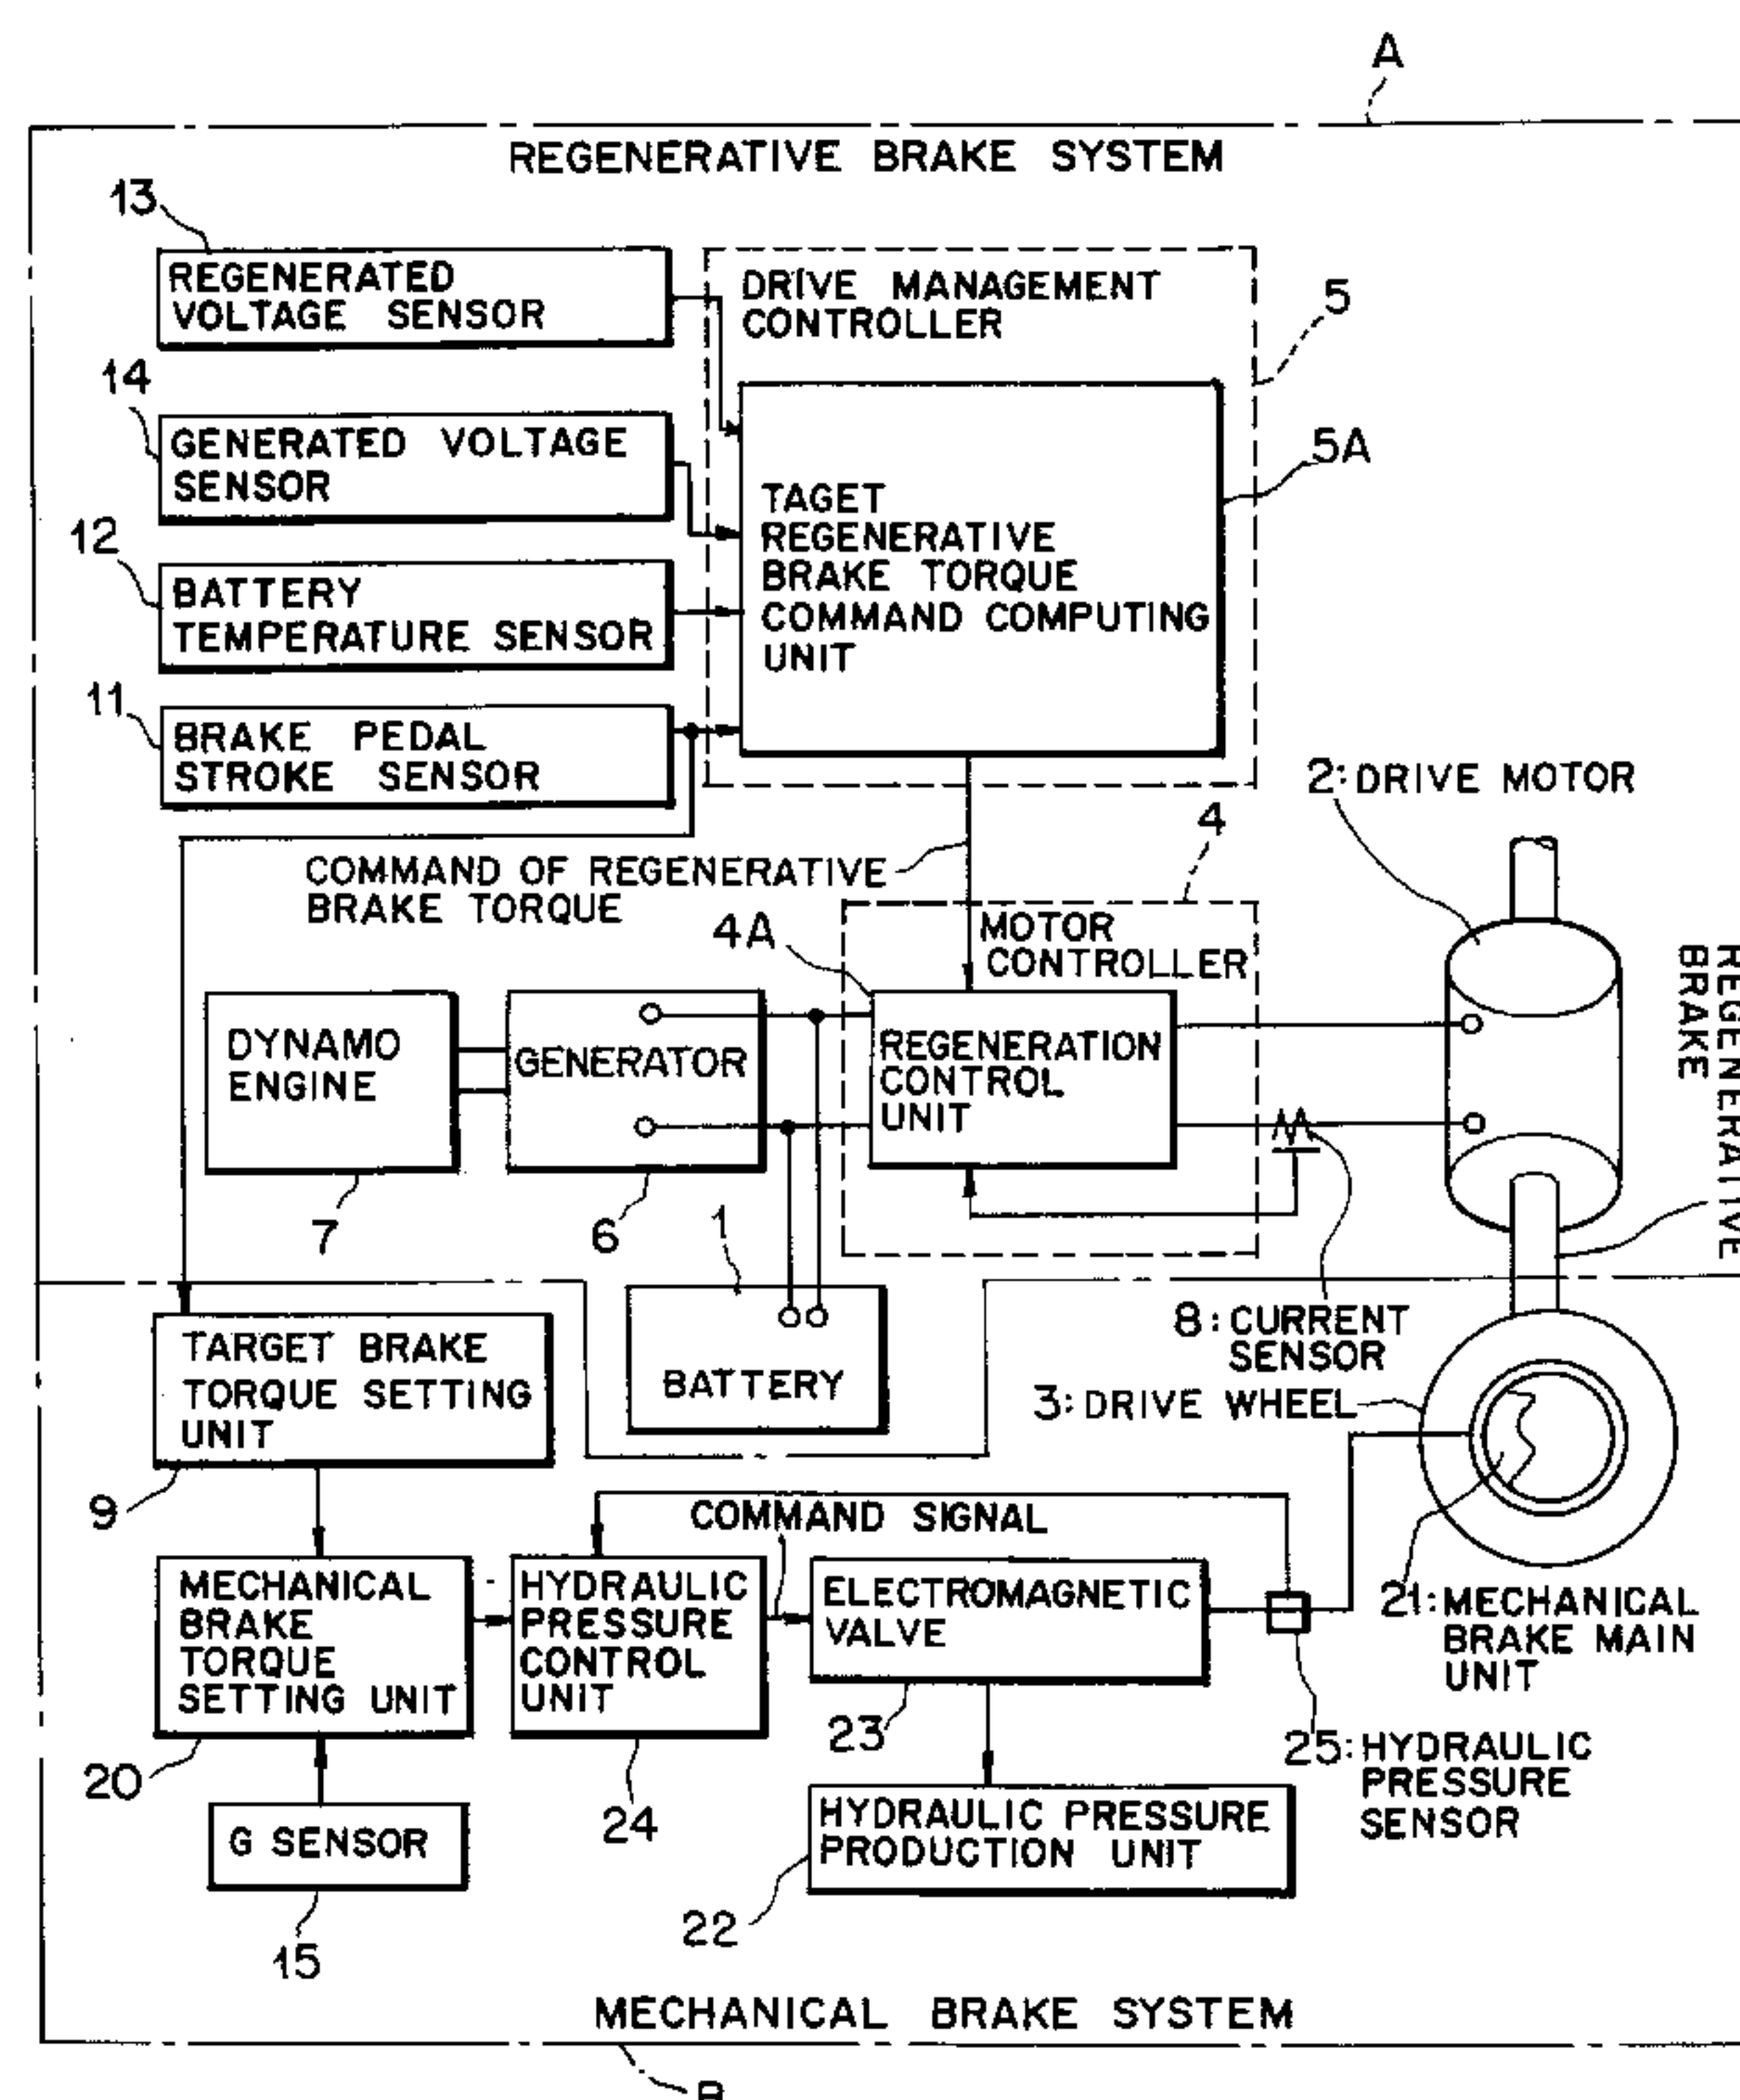 A
REGENERATIVE BRAKE SYSTEM
13
REGENERATED
VOLTAGE SENSOR
DRIVE MANAGEMENT
CONTROLLER
5
14
GENERATED VOLTAGE
SENSOR
5A
TAGET
REGENERATIVE
BRAKE TORQUE
COMMAND COMPUTING
UNIT
12
BATTERY
TEMPERATURE SENSOR
11
BRAKE PEDAL
STROKE SENSOR
2: DRIVE MOTOR
4
COMMAND OF REGENERATIVE
BRAKE TORQUE
4A
MOTOR
CONTROLLER
REGENERATIVE
BRAKE
DYNAMO
ENGINE
GENERATOR
REGENERATION
CONTROL
UNIT
7
6
1
BATTERY
8: CURRENT
SENSOR
TARGET BRAKE
TORQUE SETTING
UNIT
3: DRIVE WHEEL
9
COMMAND SIGNAL
MECHANICAL
BRAKE
TORQUE
SETTING UNIT
HYDRAULIC
PRESSURE
CONTROL
UNIT
ELECTROMAGNETIC
VALVE
21: MECHANICAL
BRAKE MAIN
UNIT
20
24
23
25: HYDRAULIC
PRESSURE
SENSOR
G SENSOR
HYDRAULIC PRESSURE
PRODUCTION UNIT
15
22
MECHANICAL BRAKE SYSTEM
B